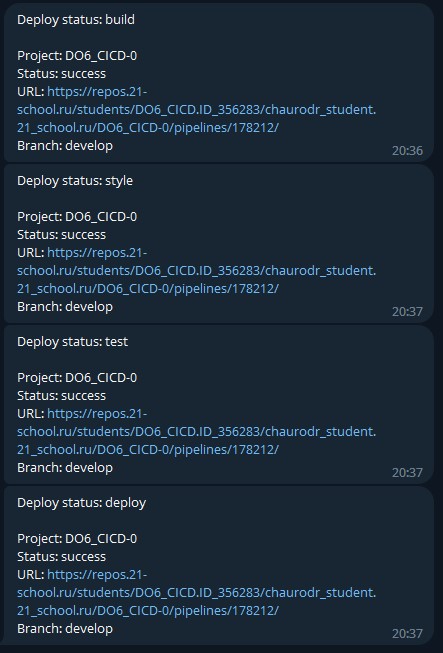 Deploy status: build
Project: DO6_CICD-0
Status: success
URL: https://repos.21-
school.ru/students/DO6_CICD.ID_356283/chaurodr_student.
21_school.ru/DO6_CICD-0/pipelines/178212/
Branch: develop
20:36
Deploy status: style
Project: DO6_CICD-0
Status: success
URL: https://repos.21-
school.ru/students/DO6_CICD.ID_356283/chaurodr_student.
21_school.ru/DO6_CICD-0/pipelines/178212/
Branch: develop
20:37
Deploy status: test
Project: DO6_CICD-0
Status: success
URL: https://repos.21-
school.ru/students/DO6_CICD.ID_356283/chaurodr_student.
21_school.ru/DO6_CICD-0/pipelines/178212/
Branch: develop
20:37
Deploy status: deploy
Project: DO6_CICD-0
Status: success
URL: https://repos.21-
school.ru/students/DO6_CICD.ID_356283/chaurodr_student.
21_school.ru/DO6_CICD-0/pipelines/178212/
Branch: develop
20:37